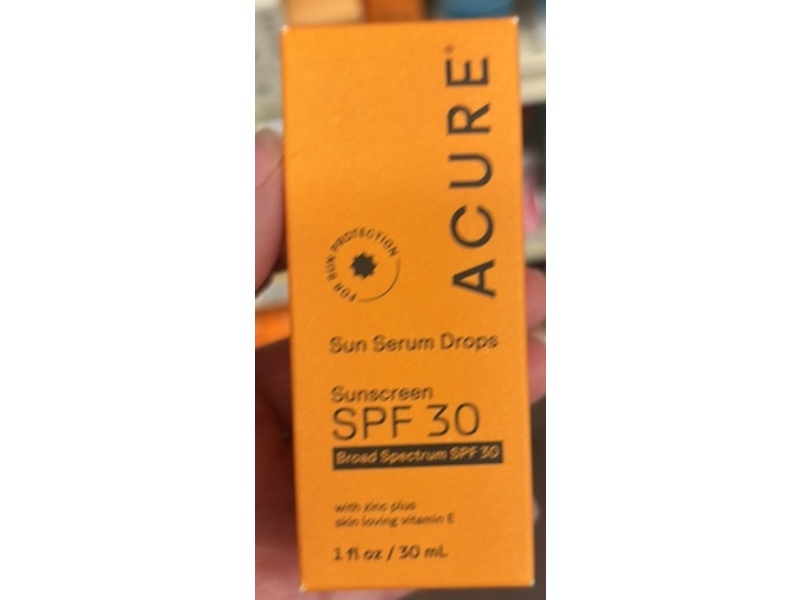 ACURE®
FOR SUN PROTECTION
Sun Serum Drops
Sunscreen
SPF 30
Broad Spectrum SPF 30
with zinc plus
skin loving vitamin E
1 fl oz / 30 mL